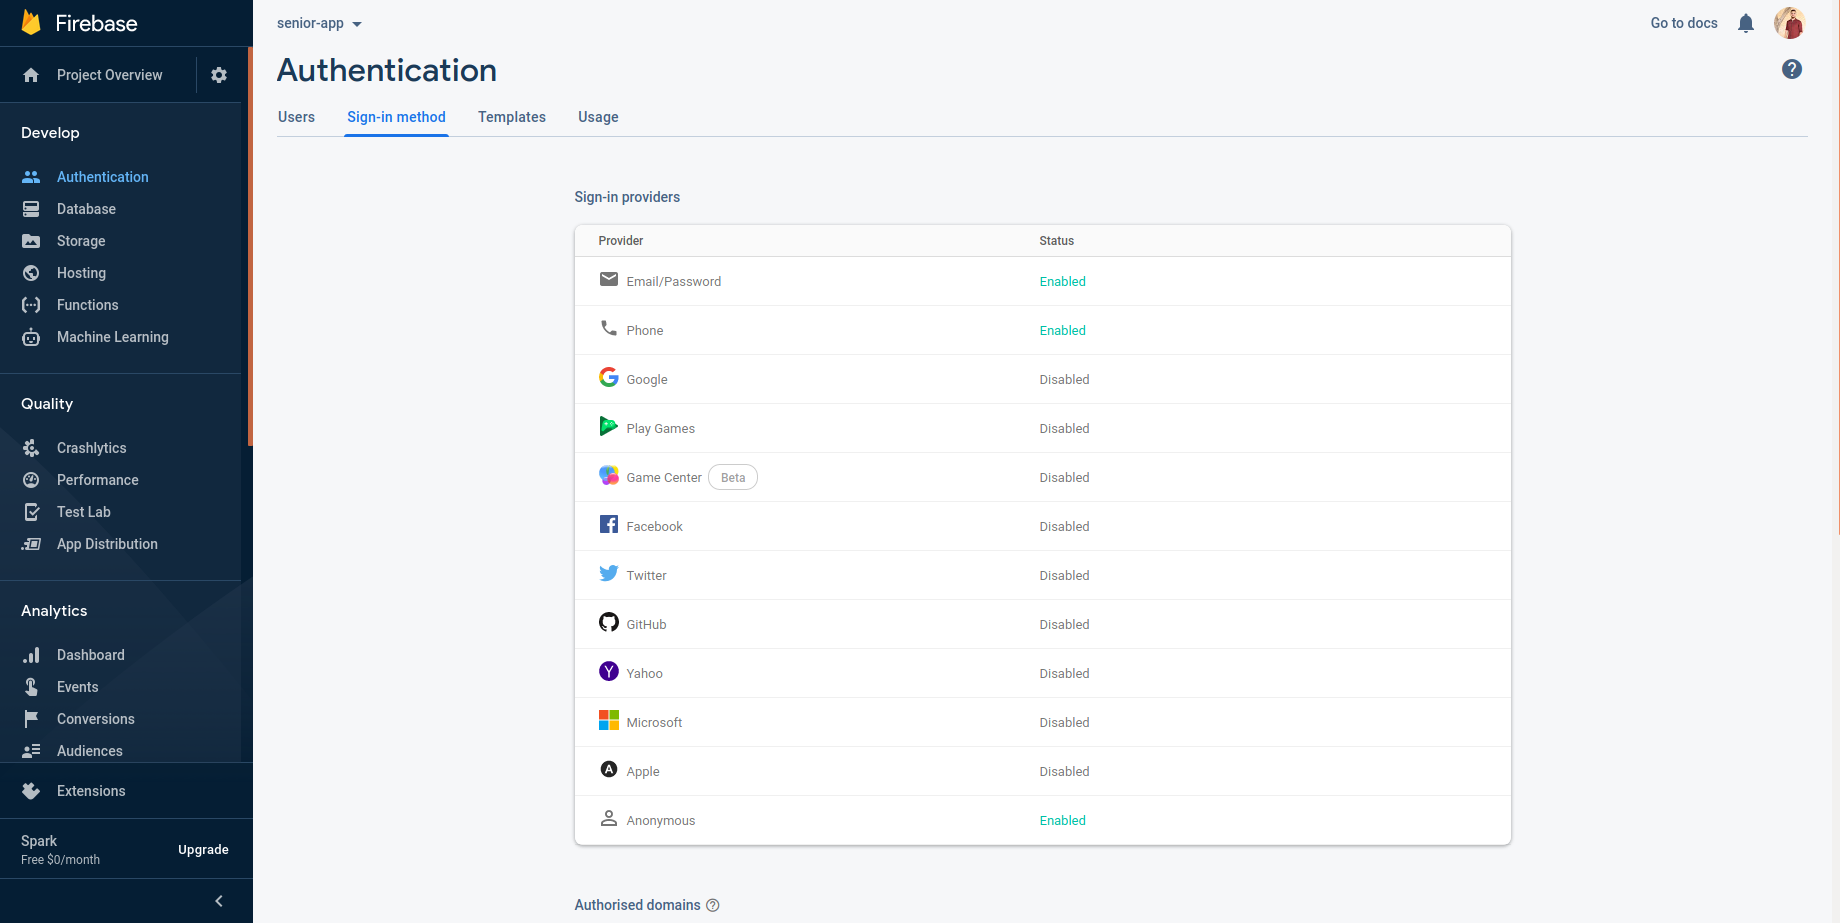 Firebase
Project Overview
Develop
Authentication
Database
Storage
Hosting
Functions
Machine Learning
Quality
Crashlytics
Performance
Test Lab
App Distribution
Analytics
Dashboard
Events
Conversions
Audiences
Extensions
Spark
Free $0/month
Upgrade
senior-app
Go to docs
Authentication
Users Sign-in method Templates Usage
Sign-in providers
Provider Status
Email/Password Enabled
Phone Enabled
Google Disabled
Play Games Disabled
Game Center Beta Disabled
Facebook Disabled
Twitter Disabled
GitHub Disabled
Yahoo Disabled
Microsoft Disabled
Apple Disabled
Anonymous Enabled
Authorised domains